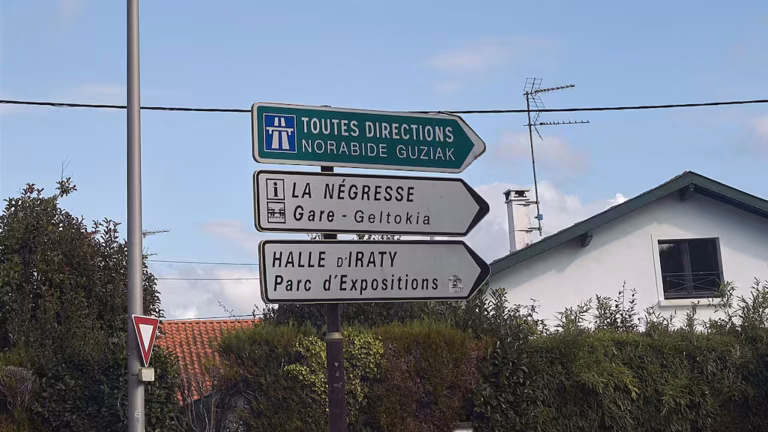 TOUTES DIRECTIONS
NORABIDE GUZIAK
i LA NÉGRESSE
Gare - Geltokia
HALLE D'IRATY
Parc d'Expositions